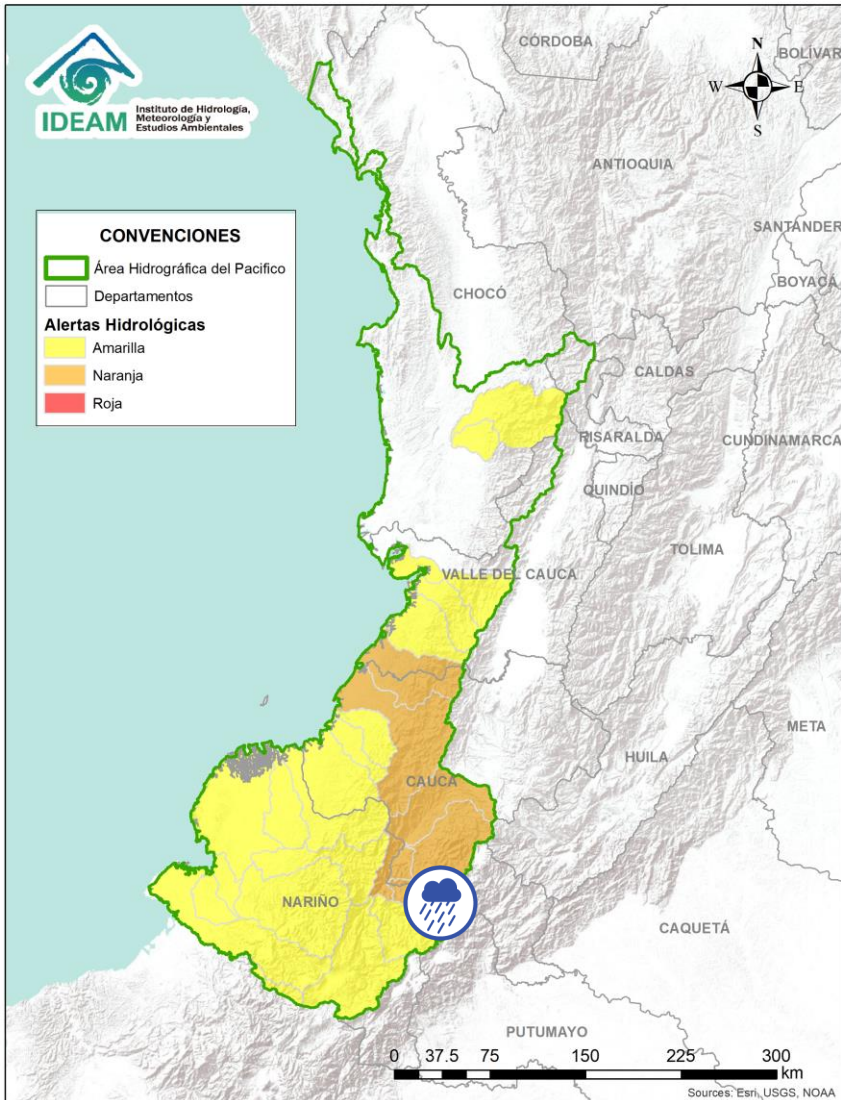 IDEAM
Instituto de Hidrología,
Meteorología y
Estudios Ambientales
CÓRDOBA
BOLÍVAR
N
W
E
S
ANTIOQUIA
SANTANDER
BOYACÁ
CONVENCIONES
Área Hidrográfica del Pacifico
Departamentos
Alertas Hidrológicas
Amarilla
Naranja
Roja
CHOCÓ
CALDAS
RISARALDA
CUNDINAMARCA
QUINDÍO
TOLIMA
VALLE DEL CAUCA
META
HUILA
CAUCA
NARIÑO
CAQUETÁ
PUTUMAYO
0 37.5 75 150 225 300
km
Sources: Esri, USGS, NOAA